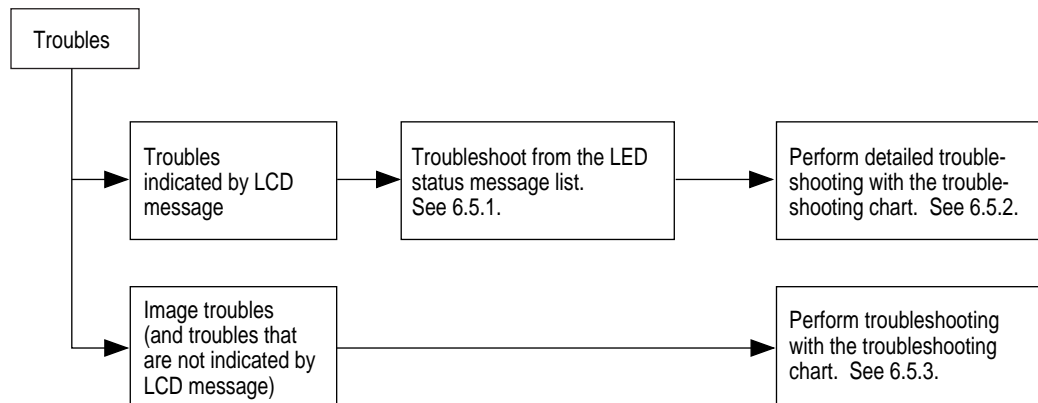 Troubles
Troubles
indicated by LCD
message
Troubleshoot from the LED
status message list.
See 6.5.1.
Perform detailed trouble-
shooting with the trouble-
shooting chart.  See 6.5.2.
Image troubles
(and troubles that
are not indicated by
LCD message)
Perform troubleshooting
with the troubleshooting
chart.  See 6.5.3.